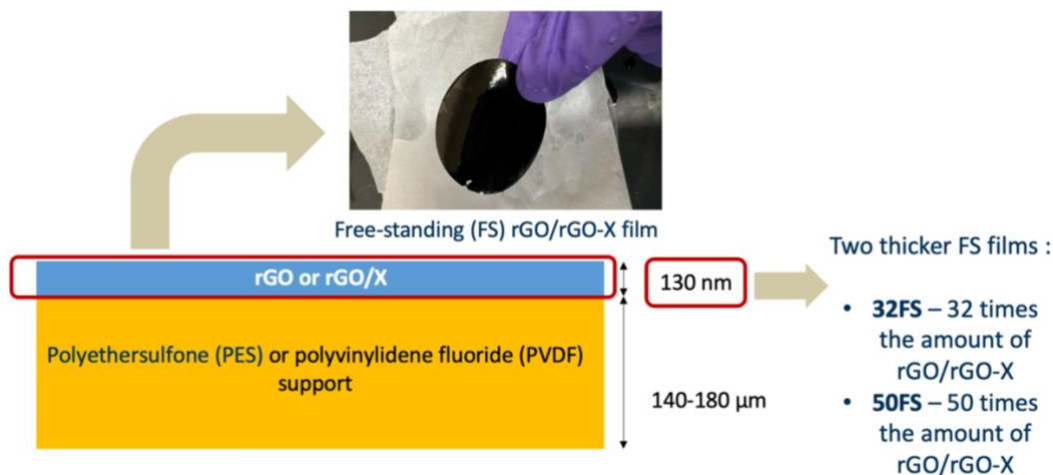 Free-standing (FS) rGO/rGO-X film
rGO or rGO/X
130 nm
Polyethersulfone (PES) or polyvinylidene fluoride (PVDF)
support
140-180 μm
Two thicker FS films :
• 32FS – 32 times
the amount of
rGO/rGO-X
• 50FS – 50 times
the amount of
rGO/rGO-X